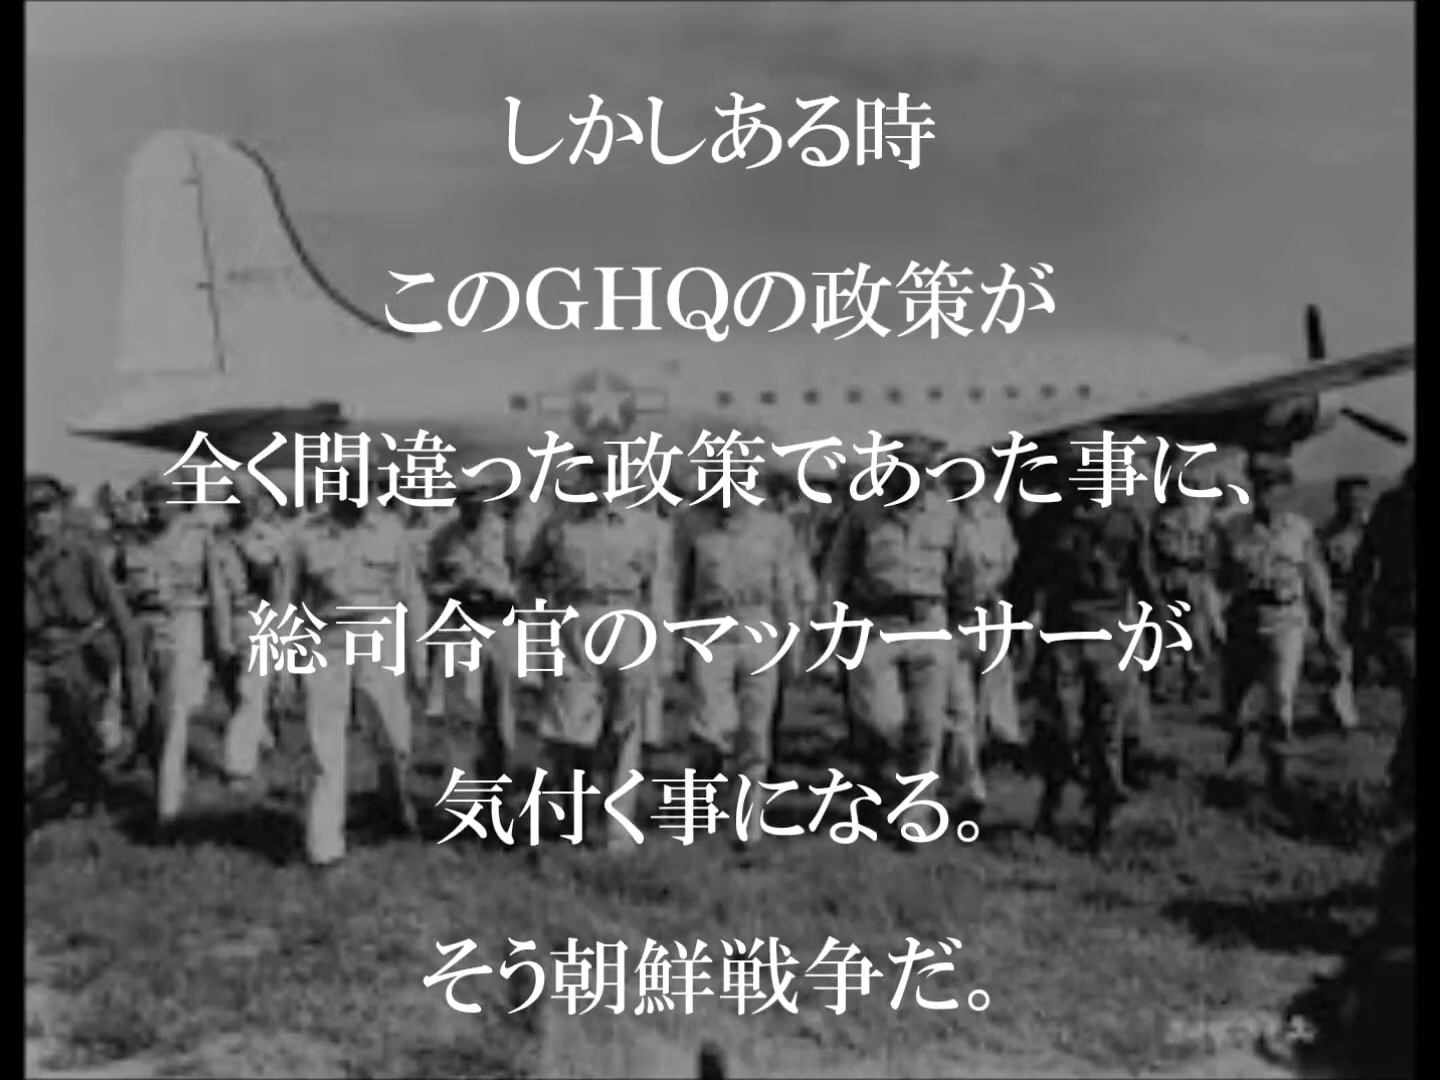 しかしある時
このGHQの政策が
全く間違った政策であった事に、
総司令官のマッカーサーが
気付く事になる。
そう朝鮮戦争だ。